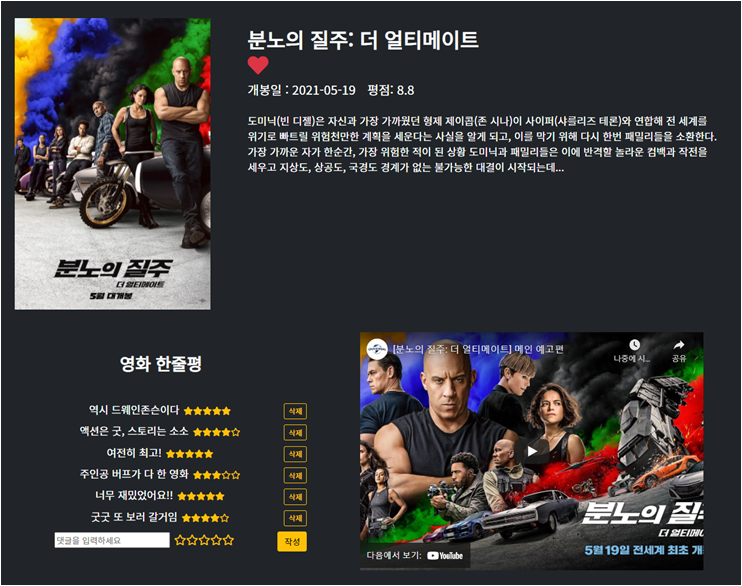 분노의 질주: 더 얼티메이트
개봉일 : 2021-05-19 평점: 8.8
도미닉(빈 디젤)은 자신과 가장 가까웠던 형제 제이콥(존 시나)이 사이퍼(샤를리즈 테론)와 연합해 전 세계를
위기로 빠트릴 위험천만한 계획을 세운다는 사실을 알게 되고, 이를 막기 위해 다시 한번 패밀리들을 소환한다.
가장 가까운 자가 한순간, 가장 위험한 적이 된 상황 도미닉과 패밀리들은 이에 반격할 놀라운 컴백과 작전을
세우고 지상도, 상공도, 국경도 경계가 없는 불가능한 대결이 시작되는데...
분노의 질주
더 얼티메이트
5월 대개봉
영화 한줄평
역시 드웨인존슨이다 ★★★★★ 삭제
액션은 굿, 스토리는 소소 ★★★★☆ 삭제
여전히 최고! ★★★★★ 삭제
주인공 버프가 다 한 영화 ★★★☆☆ 삭제
너무 재밌었어요!! ★★★★★ 삭제
굿굿 또 보러 갈거임 ★★★★☆ 삭제
댓글을 입력하세요 ☆☆☆☆☆ 작성
UNIVERSAL
[분노의 질주: 더 얼티메이트] 메인 예고편
나중에 시... 공유
분노의 질주
더 얼티메이트
5월 19일 전세계 최초 개
다음에서 보기: YouTube